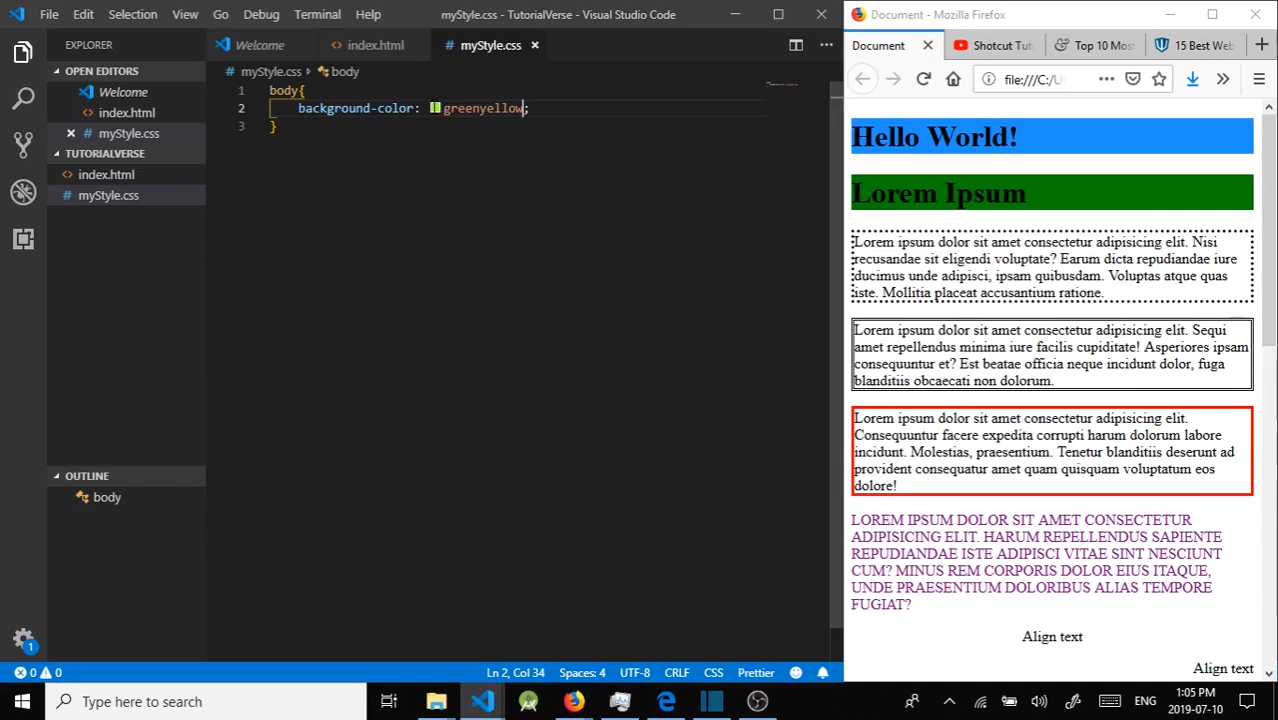 File Edit Selection View Go Debug Terminal Help
myStyle.css - TutorialVerse - Visual Studio Code
Document - Mozilla Firefox
EXPLORER
Welcome
index.html
myStyle.css
Document
Shotcut Tut
Top 10 Mos
15 Best Web
myStyle.css
body
file:///C:/U
OPEN EDITORS
Welcome
index.html
myStyle.css
TUTORIALVERSE
index.html
myStyle.css
OUTLINE
body
1 body{
2 background-color: greenyellow;
3 }
Hello World!
Lorem Ipsum
Lorem ipsum dolor sit amet consectetur adipisicing elit. Nisi
recusandae sit eligendi voluptate? Earum dicta repudiandae iure
ducimus unde adipisci, ipsam quibusdam. Voluptas atque quas
iste. Mollitia placeat accusantium ratione.
Lorem ipsum dolor sit amet consectetur adipisicing elit. Sequi
amet repellendus minima iure facilis cupiditate! Asperiores ipsam
consequuntur et? Est beatae officia neque incidunt dolor, fuga
blanditiis obcaecati non dolorum.
Lorem ipsum dolor sit amet consectetur adipisicing elit.
Consequuntur facere expedita corrupti harum dolorum labore
incidunt. Molestias, praesentium. Tenetur blanditiis deserunt ad
provident consequatur amet quam quisquam voluptatum eos
dolore!
LOREM IPSUM DOLOR SIT AMET CONSECTETUR
ADIPISICING ELIT. HARUM REPELLENDUS SAPIENTE
REPUDIANDAE ISTE ADIPISCI VITAE SINT NESCIUNT
CUM? MINUS REM CORPORIS DOLOR EIUS ITAQUE,
UNDE PRAESENTIUM DOLORIBUS ALIAS TEMPORE
FUGIAT?
Align text
Align text
1
0 0
Ln 2, Col 34 Spaces: 4 UTF-8 CRLF CSS Prettier
Type here to search
ENG
1:05 PM
2019-07-10